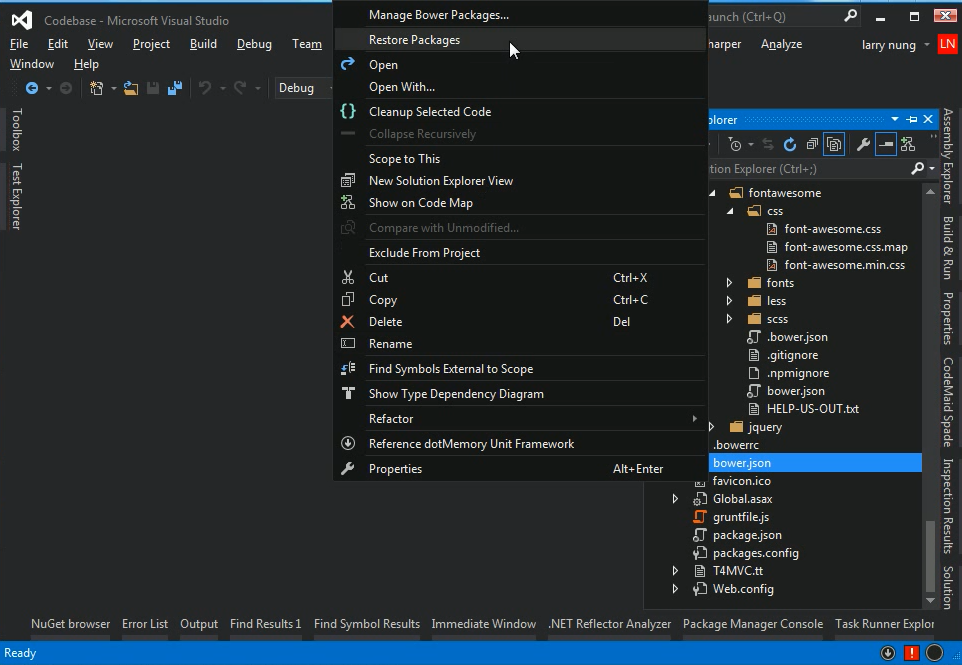 Codebase - Microsoft Visual Studio
aunch (Ctrl+Q)
File Edit View Project Build Debug Team
harper Analyze
larry nung
LN
Window Help
Debug
Manage Bower Packages...
Restore Packages
Open
Open With...
Cleanup Selected Code
Collapse Recursively
Scope to This
New Solution Explorer View
Show on Code Map
Compare with Unmodified...
Exclude From Project
Cut Ctrl+X
Copy Ctrl+C
Delete Del
Rename
Find Symbols External to Scope
Show Type Dependency Diagram
Refactor
Reference dotMemory Unit Framework
Properties Alt+Enter
Toolbox
Test Explorer
plorer
tion Explorer (Ctrl+;)
fontawesome
css
font-awesome.css
font-awesome.css.map
font-awesome.min.css
fonts
less
scss
.bower.json
.gitignore
.npmignore
bower.json
HELP-US-OUT.txt
jquery
.bowerrc
bower.json
favicon.ico
Global.asax
gruntfile.js
package.json
packages.config
T4MVC.tt
Web.config
Assembly Explorer
Build & Run
Properties
CodeMaid Spade
Inspection Results
Solution
NuGet browser Error List Output Find Results 1 Find Symbol Results Immediate Window .NET Reflector Analyzer Package Manager Console Task Runner Explor
Ready